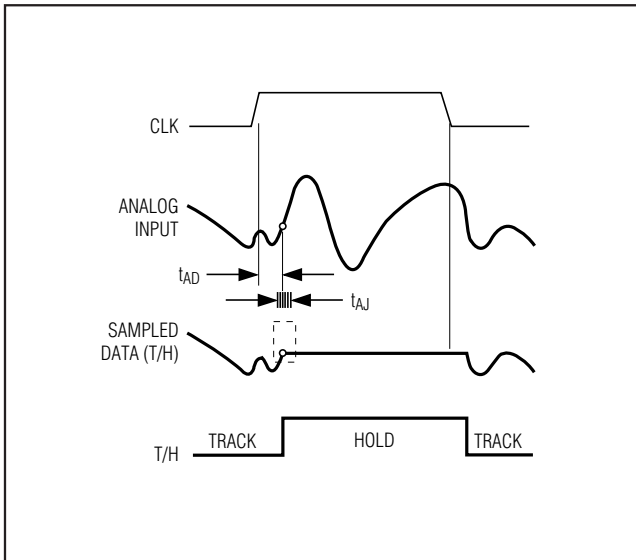 CLK
ANALOG
INPUT
tAD
tAJ
SAMPLED
DATA (T/H)
TRACK
HOLD
TRACK
T/H